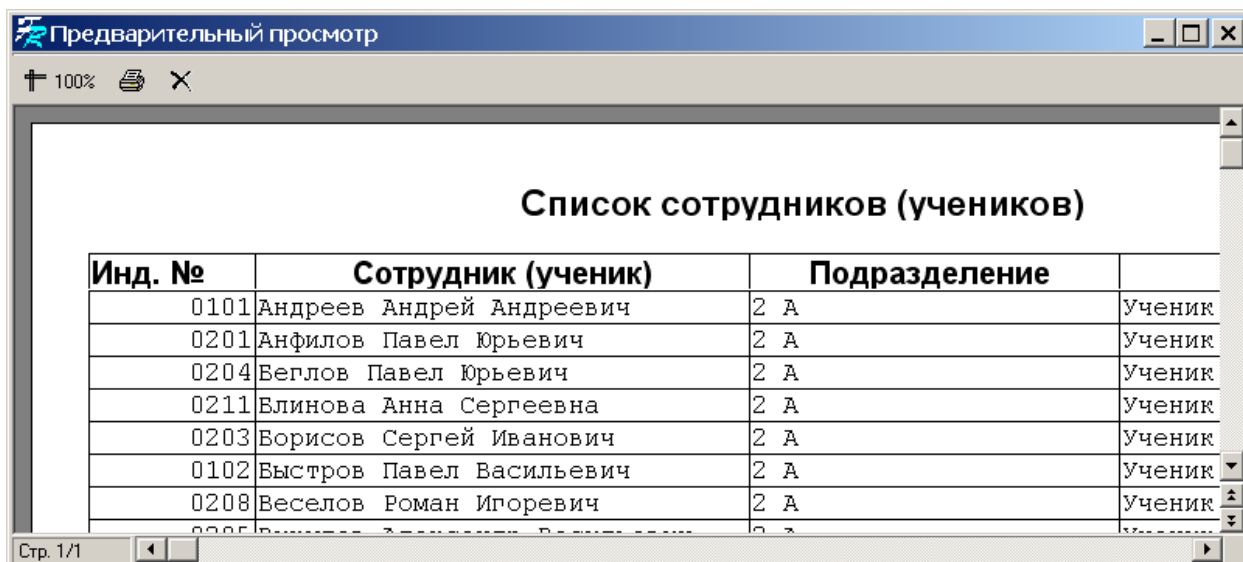 Предварительный просмотр
100%
Список сотрудников (учеников)
Инд. № Сотрудник (ученик) Подразделение
0101 Андреев Андрей Андреевич 2 А Ученик
0201 Анфилов Павел Юрьевич 2 А Ученик
0204 Беглов Павел Юрьевич 2 А Ученик
0211 Блинова Анна Сергеевна 2 А Ученик
0203 Борисов Сергей Иванович 2 А Ученик
0102 Быстров Павел Васильевич 2 А Ученик
0208 Веселов Роман Игоревич 2 А Ученик
Стр. 1/1